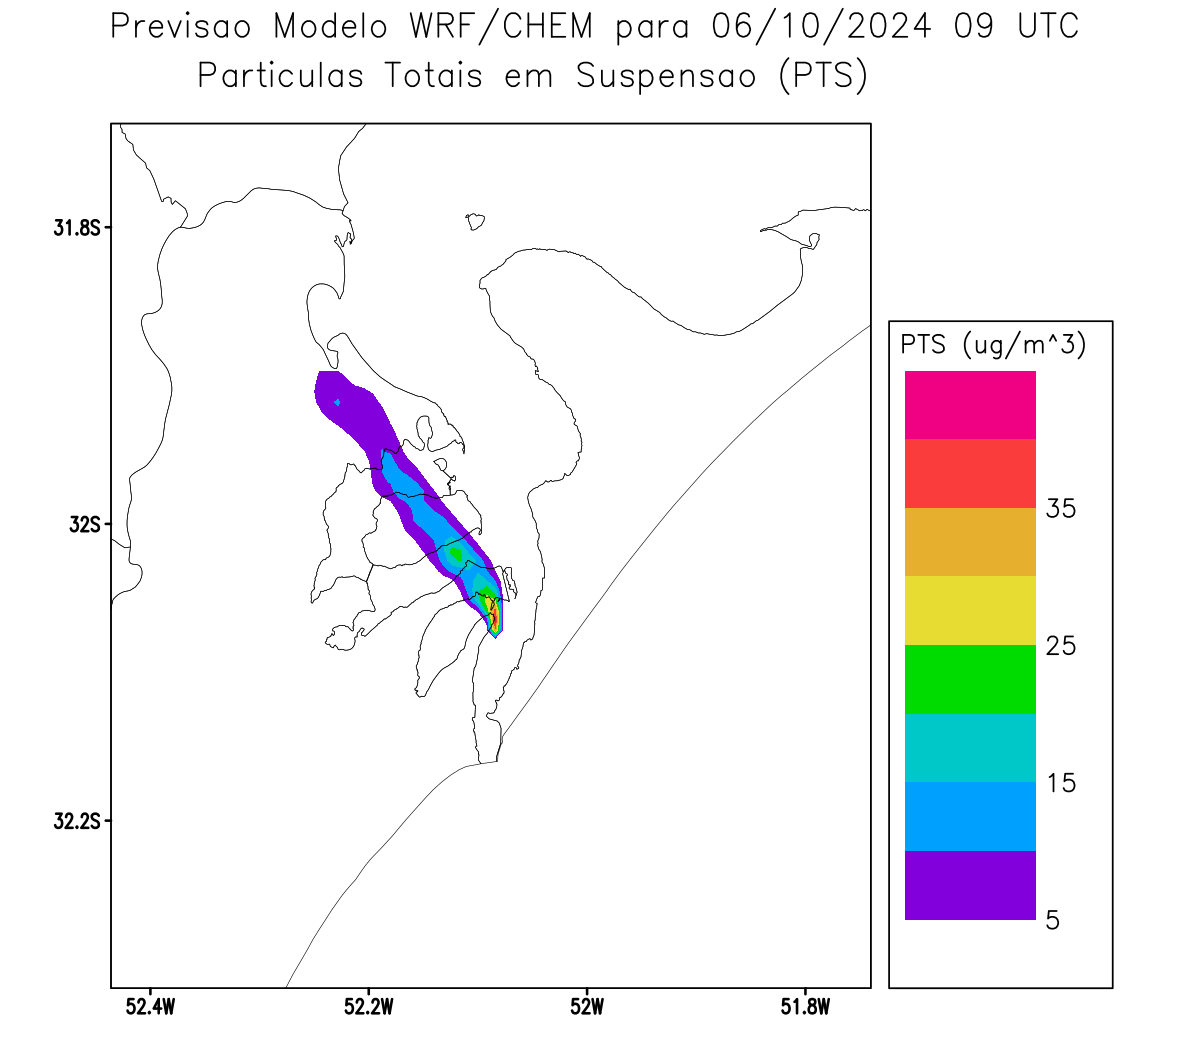 Previsao Modelo WRF/CHEM para 06/10/2024 09 UTC
Particulas Totais em Suspensao (PTS)
31.8S
32S
32.2S
52.4W
52.2W
52W
51.8W
PTS (ug/m^3)
35
25
15
5